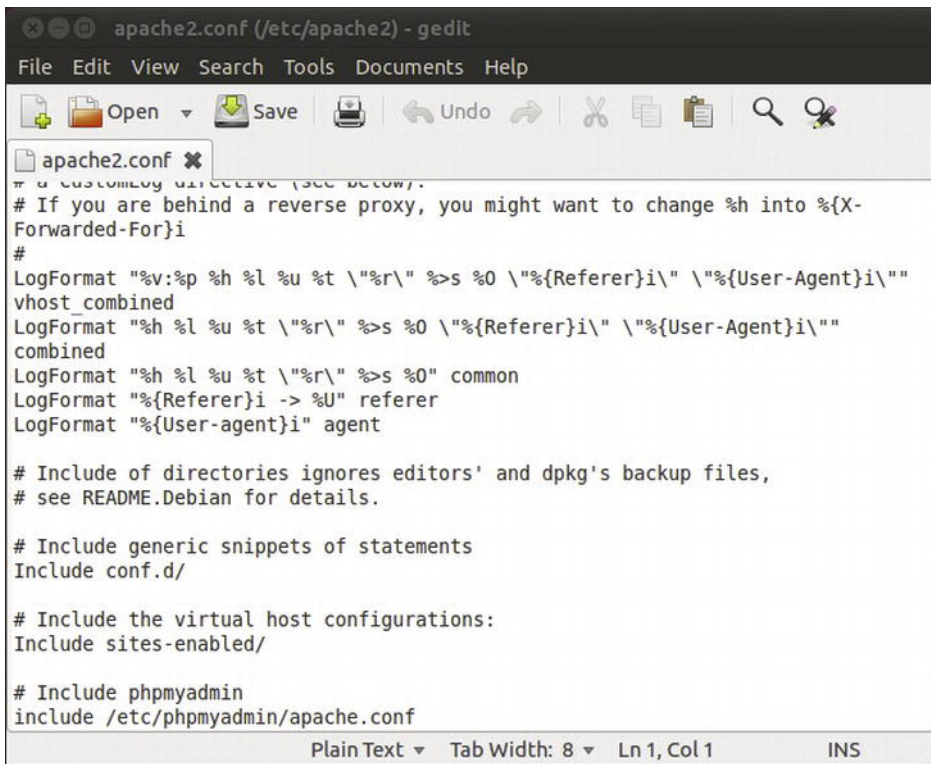 apache2.conf (/etc/apache2) - gedit
File Edit View Search Tools Documents Help
Open Save Undo
apache2.conf
# a CustomLog directive (see below).
# If you are behind a reverse proxy, you might want to change %h into %{X-
Forwarded-For}i
#
LogFormat "%v:%p %h %l %u %t \"%r\" %>s %O \"%{Referer}i\" \"%{User-Agent}i\""
vhost_combined
LogFormat "%h %l %u %t \"%r\" %>s %O \"%{Referer}i\" \"%{User-Agent}i\""
combined
LogFormat "%h %l %u %t \"%r\" %>s %O" common
LogFormat "%{Referer}i -> %U" referer
LogFormat "%{User-agent}i" agent
# Include of directories ignores editors' and dpkg's backup files,
# see README.Debian for details.
# Include generic snippets of statements
Include conf.d/
# Include the virtual host configurations:
Include sites-enabled/
# Include phpmyadmin
include /etc/phpmyadmin/apache.conf
Plain Text Tab Width: 8 Ln 1, Col 1 INS